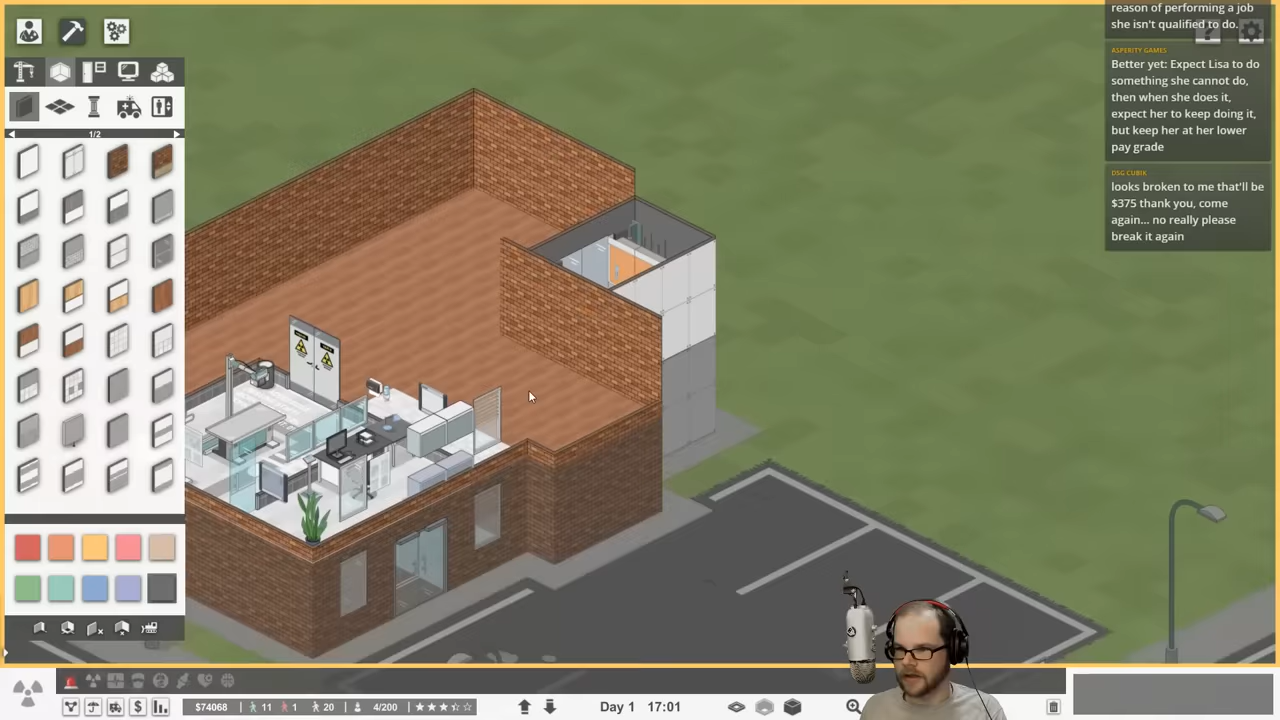 reason of performing a job
she isn't qualified to do.
ASPERITY GAMES
Better yet: Expect Lisa to do
something she cannot do,
then when she does it,
expect her to keep doing it,
but keep her at her lower
pay grade
DSG CUBIK
looks broken to me that'll be
$375 thank you, come
again... no really please
break it again
1/2
$74068
11
1
20
4/200
Day 1 17:01